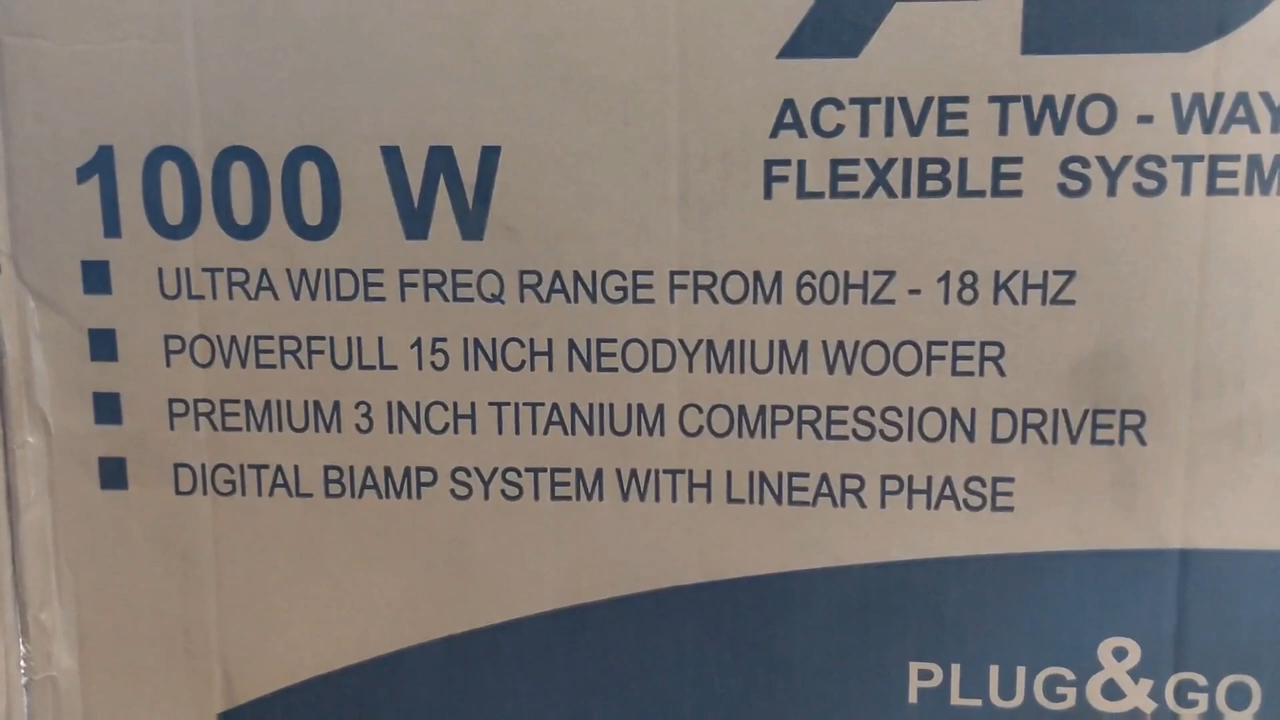 ACTIVE TWO - WAY
FLEXIBLE SYSTEM
1000 W
ULTRA WIDE FREQ RANGE FROM 60HZ - 18 KHZ
POWERFULL 15 INCH NEODYMIUM WOOFER
PREMIUM 3 INCH TITANIUM COMPRESSION DRIVER
DIGITAL BIAMP SYSTEM WITH LINEAR PHASE
PLUG&GO